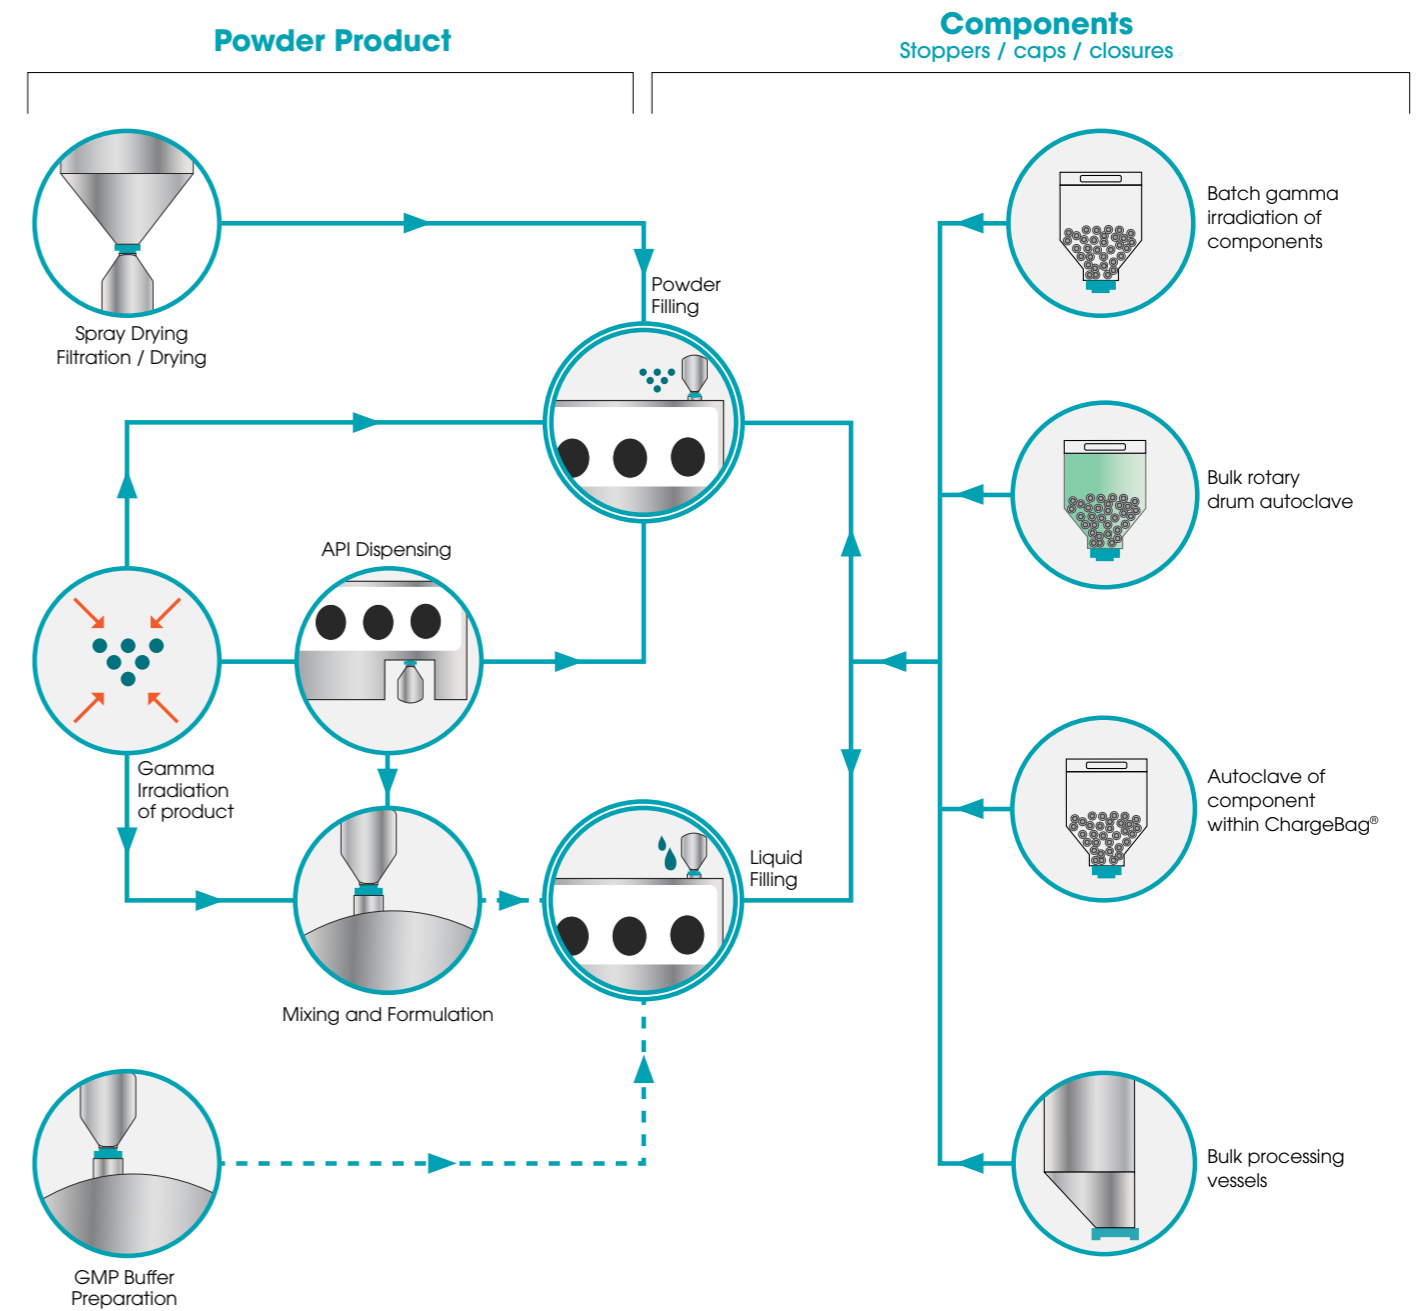 Powder Product
Components
Stoppers / caps / closures
Spray Drying
Filtration / Drying
Powder
Filling
Batch gamma
irradiation of
components
Bulk rotary
drum autoclave
API Dispensing
Gamma
Irradiation
of product
Autoclave of
component
within ChargeBag®
Liquid
Filling
Mixing and Formulation
Bulk processing
vessels
GMP Buffer
Preparation